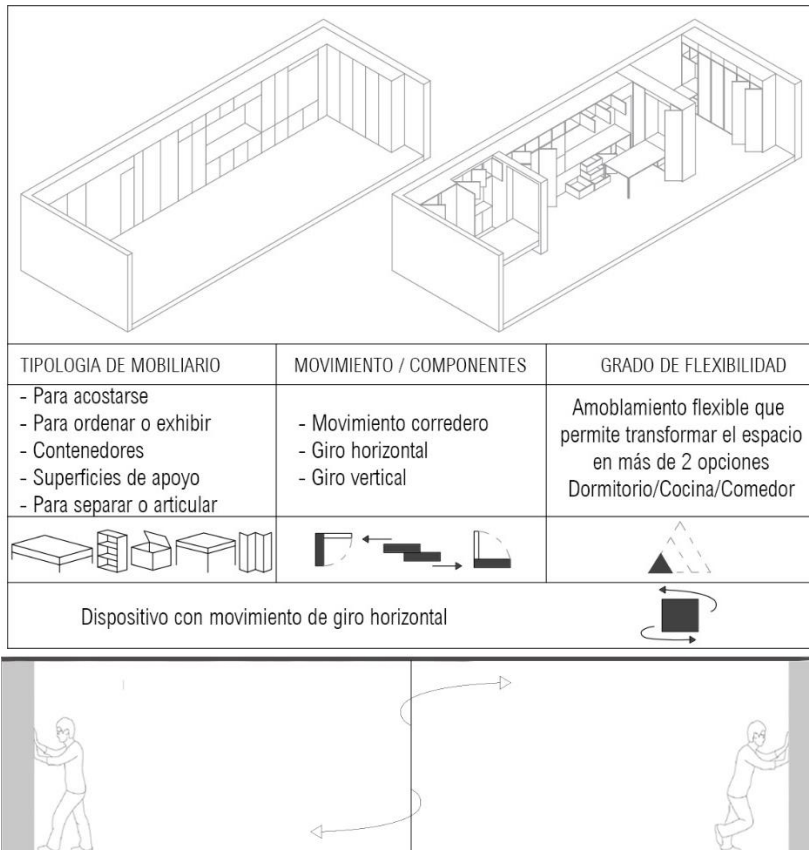 TIPOLOGIA DE MOBILIARIO
- Para acostarse
- Para ordenar o exhibir
- Contenedores
- Superficies de apoyo
- Para separar o articular
MOVIMIENTO / COMPONENTES
- Movimiento corredero
- Giro horizontal
- Giro vertical
GRADO DE FLEXIBILIDAD
Amoblamiento flexible que
permite transformar el espacio
en más de 2 opciones
Dormitorio/Cocina/Comedor
Dispositivo con movimiento de giro horizontal